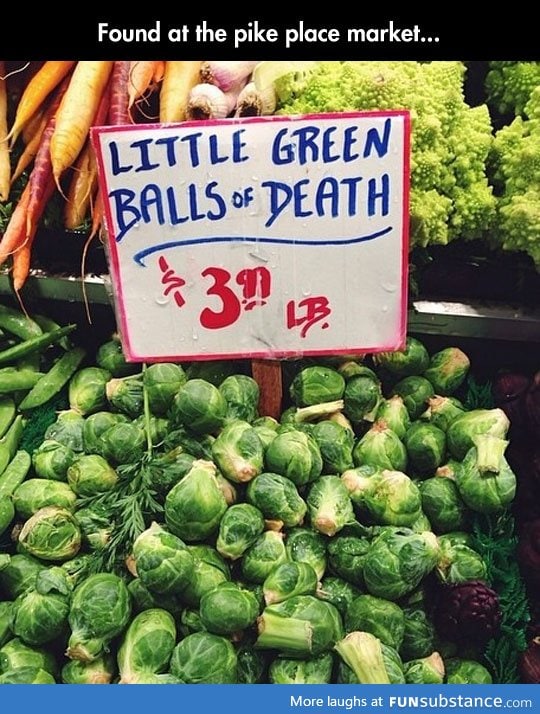 Found at the pike place market...
LITTLE GREEN
BALLS OF DEATH
$ 3.99 LB.
More laughs at FUNsubstance.com